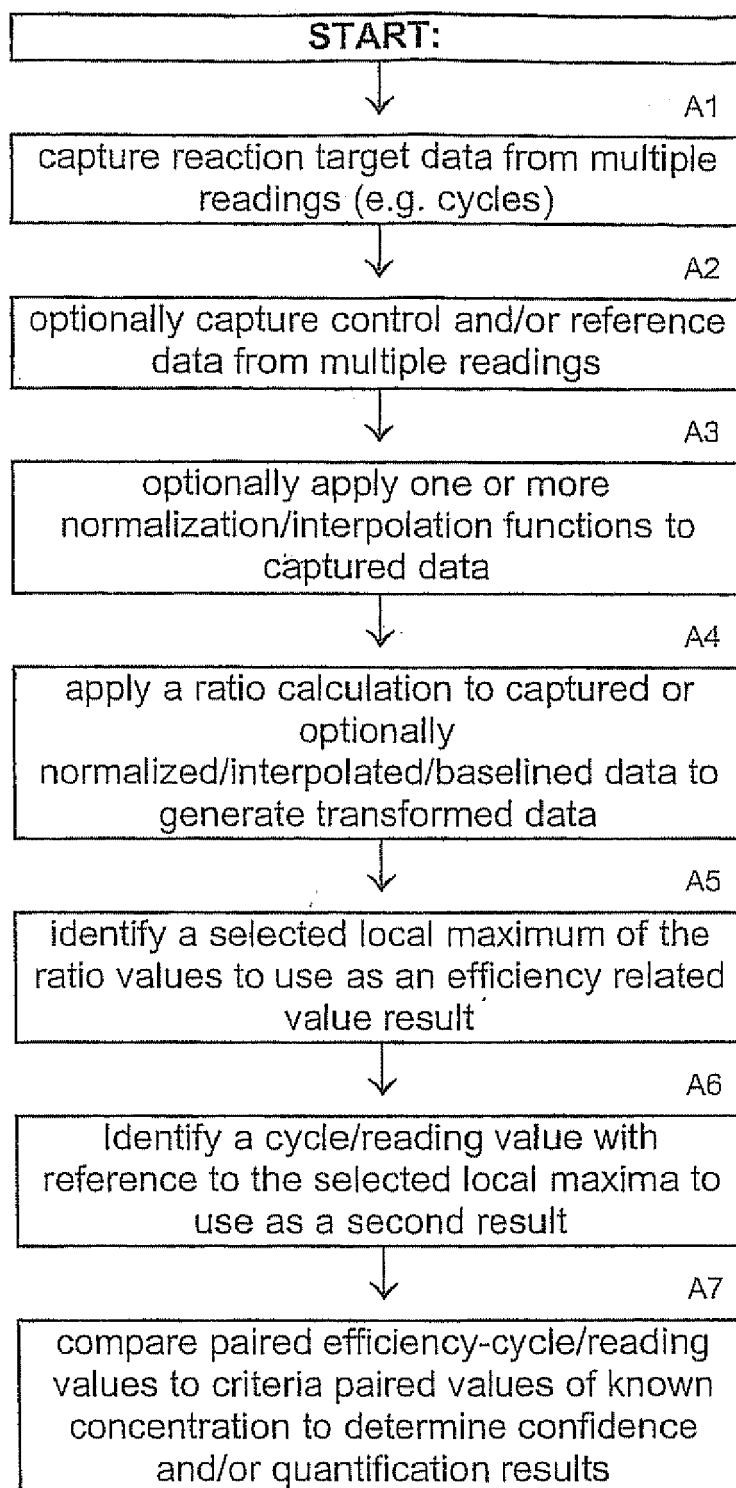 START:
A1
capture reaction target data from multiple
readings (e.g. cycles)
A2
optionally capture control and/or reference
data from multiple readings
A3
optionally apply one or more
normalization/interpolation functions to
captured data
A4
apply a ratio calculation to captured or
optionally
normalized/interpolated/baselined data to
generate transformed data
A5
identify a selected local maximum of the
ratio values to use as an efficiency related
value result
A6
Identify a cycle/reading value with
reference to the selected local maxima to
use as a second result
A7
compare paired efficiency-cycle/reading
values to criteria paired values of known
concentration to determine confidence
and/or quantification results